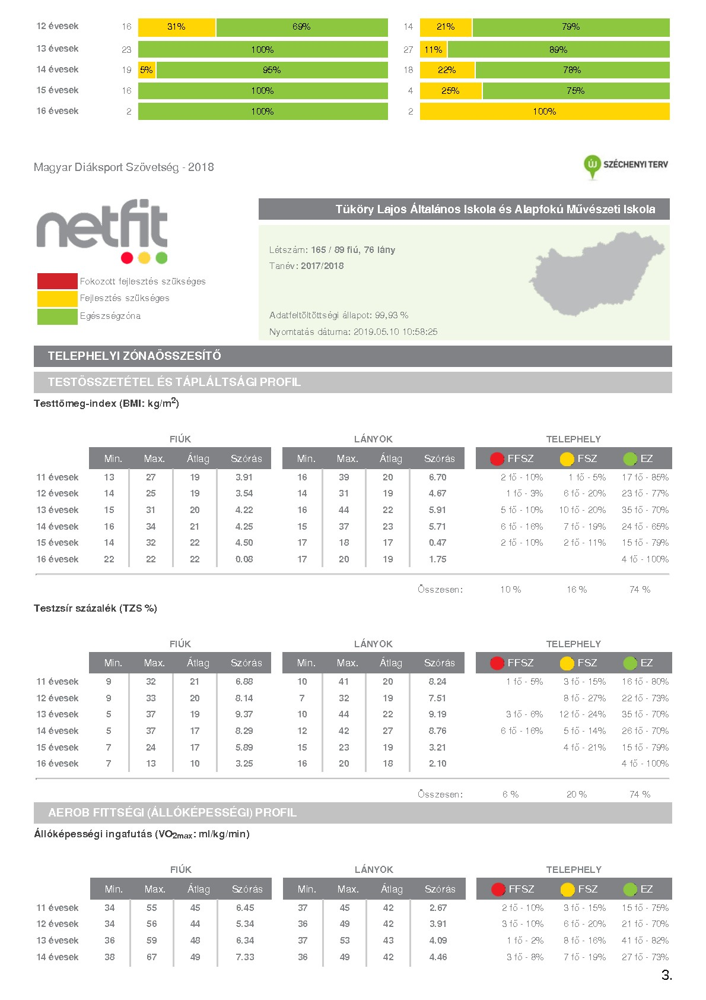 12 évesek 16 31% 69% 14 21% 79%
13 évesek 23 100% 27 11% 89%
14 évesek 19 5% 95% 18 22% 78%
15 évesek 16 100% 4 25% 75%
16 évesek 2 100% 2 100%
Magyar Diáksport Szövetség - 2018
ÚJ SZÉCHENYI TERV
netfit
Tüköry Lajos Általános Iskola és Alapfokú Művészeti Iskola
Létszám: 165 / 89 fiú, 76 lány
Tanév: 2017/2018
Fokozott fejlesztés szükséges
Fejlesztés szükséges
Egészségzóna
Adatfeltöltöttségi állapot: 99,93 %
Nyomtatás dátuma: 2019.05.10 10:58:25
TELEPHELYI ZÓNAÖSSZESÍTŐ
TESTÖSSZETÉTEL ÉS TÁPLÁLTSÁGI PROFIL
Testtömeg-index (BMI: kg/m2)
FIÚK LÁNYOK TELEPHELY
Min. Max. Átlag Szórás Min. Max. Átlag Szórás FFSZ FSZ EZ
11 évesek 13 27 19 3.91 16 39 20 6.70 2 fő - 10% 1 fő - 5% 17 fő - 85%
12 évesek 14 25 19 3.54 14 31 19 4.67 1 fő - 3% 6 fő - 20% 23 fő - 77%
13 évesek 15 31 20 4.22 16 44 22 5.91 5 fő - 10% 10 fő - 20% 35 fő - 70%
14 évesek 16 34 21 4.25 15 37 23 5.71 6 fő - 16% 7 fő - 19% 24 fő - 65%
15 évesek 14 32 22 4.50 17 18 17 0.47 2 fő - 10% 2 fő - 11% 15 fő - 79%
16 évesek 22 22 22 0.08 17 20 19 1.75 4 fő - 100%
Összesen: 10 % 16 % 74 %
Testzsír százalék (TZS %)
FIÚK LÁNYOK TELEPHELY
Min. Max. Átlag Szórás Min. Max. Átlag Szórás FFSZ FSZ EZ
11 évesek 9 32 21 6.88 10 41 20 8.24 1 fő - 5% 3 fő - 15% 16 fő - 80%
12 évesek 9 33 20 8.14 7 32 19 7.51 8 fő - 27% 22 fő - 73%
13 évesek 5 37 19 9.37 10 44 22 9.19 3 fő - 6% 12 fő - 24% 35 fő - 70%
14 évesek 5 37 17 8.29 12 42 27 8.76 6 fő - 16% 5 fő - 14% 26 fő - 70%
15 évesek 7 24 17 5.89 15 23 19 3.21 4 fő - 21% 15 fő - 79%
16 évesek 7 13 10 3.25 16 20 18 2.10 4 fő - 100%
Összesen: 6 % 20 % 74 %
AEROB FITTSÉGI (ÁLLÓKÉPESSÉGI) PROFIL
Állóképességi ingafutás (VO2max: ml/kg/min)
FIÚK LÁNYOK TELEPHELY
Min. Max. Átlag Szórás Min. Max. Átlag Szórás FFSZ FSZ EZ
11 évesek 34 55 45 6.45 37 45 42 2.67 2 fő - 10% 3 fő - 15% 15 fő - 75%
12 évesek 34 56 44 5.34 36 49 42 3.91 3 fő - 10% 6 fő - 20% 21 fő - 70%
13 évesek 36 59 48 6.34 37 53 43 4.09 1 fő - 2% 8 fő - 16% 41 fő - 82%
14 évesek 38 67 49 7.33 36 49 42 4.46 3 fő - 8% 7 fő - 19% 27 fő - 73%
3.